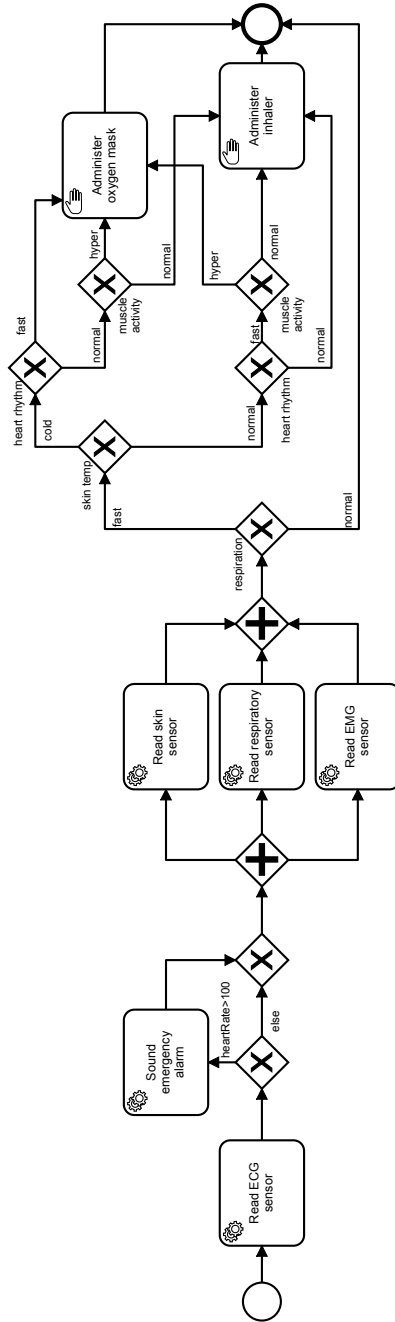 Read ECG
sensor
heartRate>100
else
Sound
emergency
alarm
Read skin
sensor
Read respiratory
sensor
Read EMG
sensor
respiration
fast
normal
skin temp
cold
normal
heart rhythm
fast
normal
muscle
activity
hyper
normal
heart rhythm
fast
normal
muscle
activity
hyper
normal
Administer
oxygen mask
Administer
inhaler